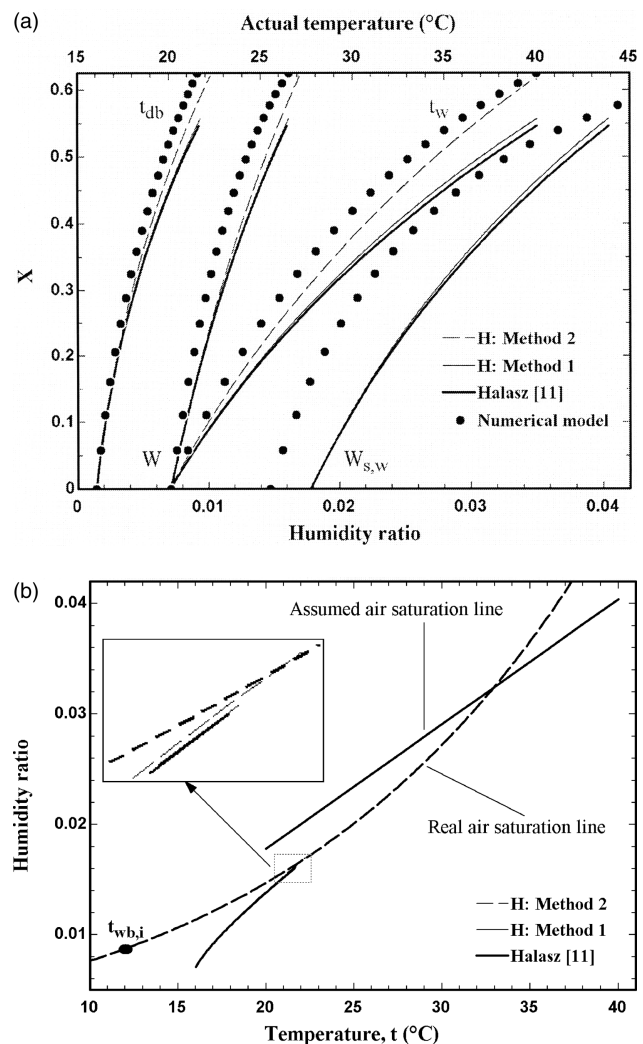 (a)
Actual temperature (°C)
15 20 25 30 35 40 44
0.6
0.5
0.4
0.3
0.2
0.1
0
X
t_db
t_w
W
W_s,w
H: Method 2
H: Method 1
Halasz [11]
Numerical model
0 0.01 0.02 0.03 0.04
Humidity ratio
(b)
0.04
0.03
0.02
0.01
Humidity ratio
Assumed air saturation line
Real air saturation line
t_wb,i
H: Method 2
H: Method 1
Halasz [11]
10 15 20 25 30 35 40
Temperature, t (°C)